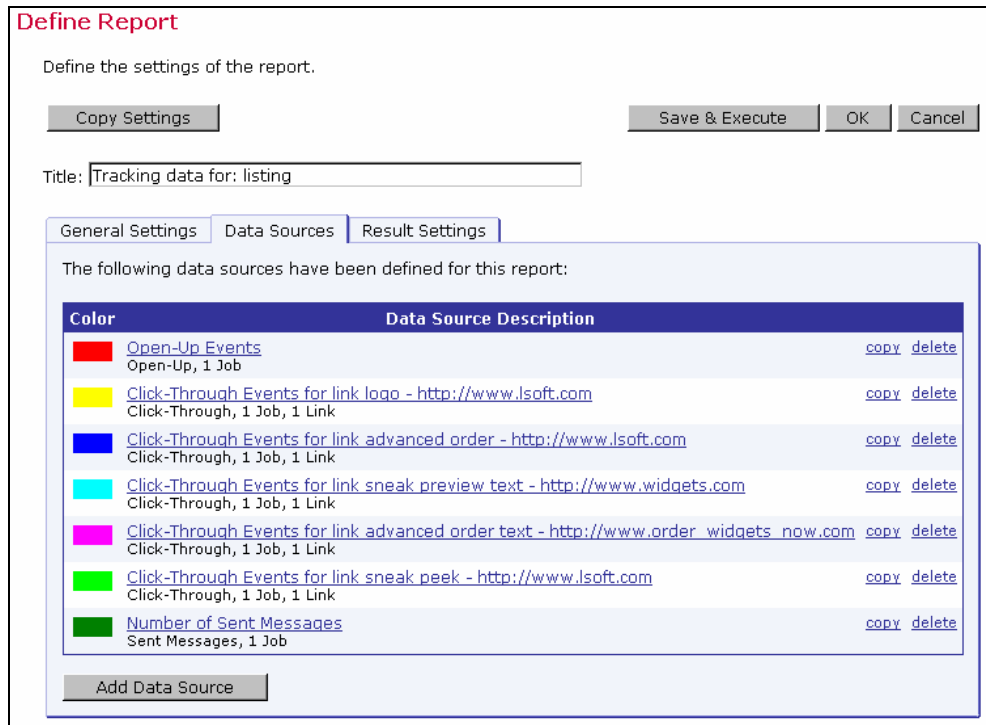 Define Report
Define the settings of the report.
Copy Settings Save & Execute OK Cancel
Title: Tracking data for: listing
General Settings Data Sources Result Settings
The following data sources have been defined for this report:
Color Data Source Description
Open-Up Events copy delete
Open-Up, 1 Job
Click-Through Events for link logo - http://www.lsoft.com copy delete
Click-Through, 1 Job, 1 Link
Click-Through Events for link advanced order - http://www.lsoft.com copy delete
Click-Through, 1 Job, 1 Link
Click-Through Events for link sneak preview text - http://www.widgets.com copy delete
Click-Through, 1 Job, 1 Link
Click-Through Events for link advanced order text - http://www.order_widgets_now.com copy delete
Click-Through, 1 Job, 1 Link
Click-Through Events for link sneak peek - http://www.lsoft.com copy delete
Click-Through, 1 Job, 1 Link
Number of Sent Messages copy delete
Sent Messages, 1 Job
Add Data Source